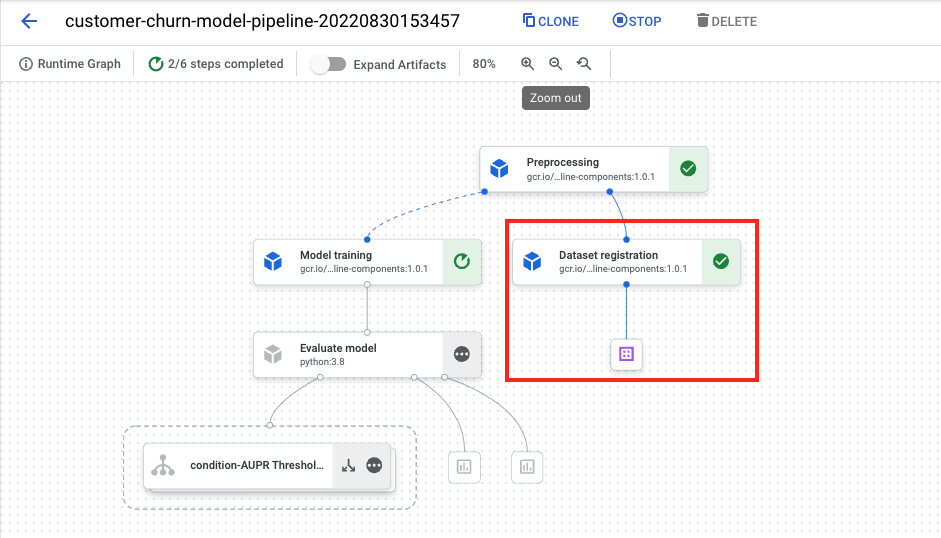 customer-churn-model-pipeline-20220830153457
CLONE
STOP
DELETE
Runtime Graph
2/6 steps completed
Expand Artifacts
80%
Zoom out
Preprocessing
gcr.io/...line-components:1.0.1
Model training
gcr.io/...line-components:1.0.1
Dataset registration
gcr.io/...line-components:1.0.1
Evaluate model
python:3.8
condition-AUPR Threshol...